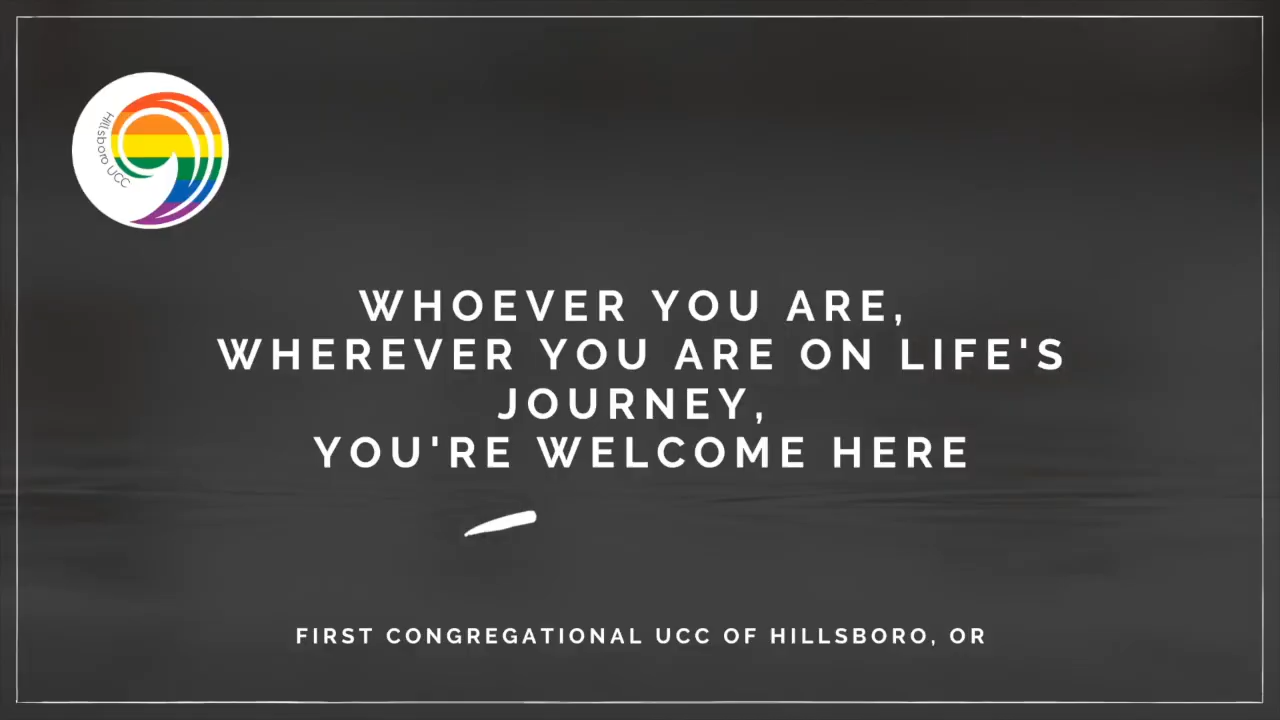 Hillsboro UCC
WHOEVER YOU ARE,
WHEREVER YOU ARE ON LIFE'S
JOURNEY,
YOU'RE WELCOME HERE
FIRST CONGREGATIONAL UCC OF HILLSBORO, OR